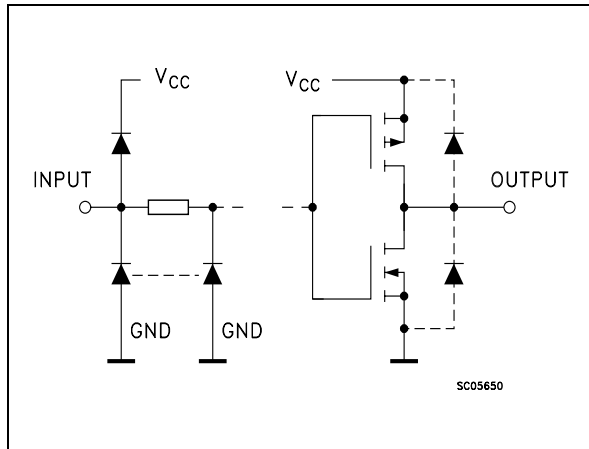 VCC
VCC
INPUT
OUTPUT
GND
GND
SC05650